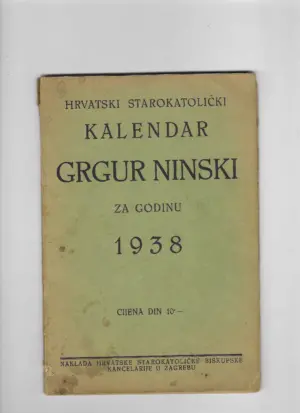 HRVATSKI STAROKATOLIČKI
KALENDAR
GRGUR NINSKI
ZA GODINU
1938
CIJENA DIN 10·–
NAKLADA HRVATSKE STAROKATOLIČKE BISKUPSKE
KANCELARIJE U ZAGREBU